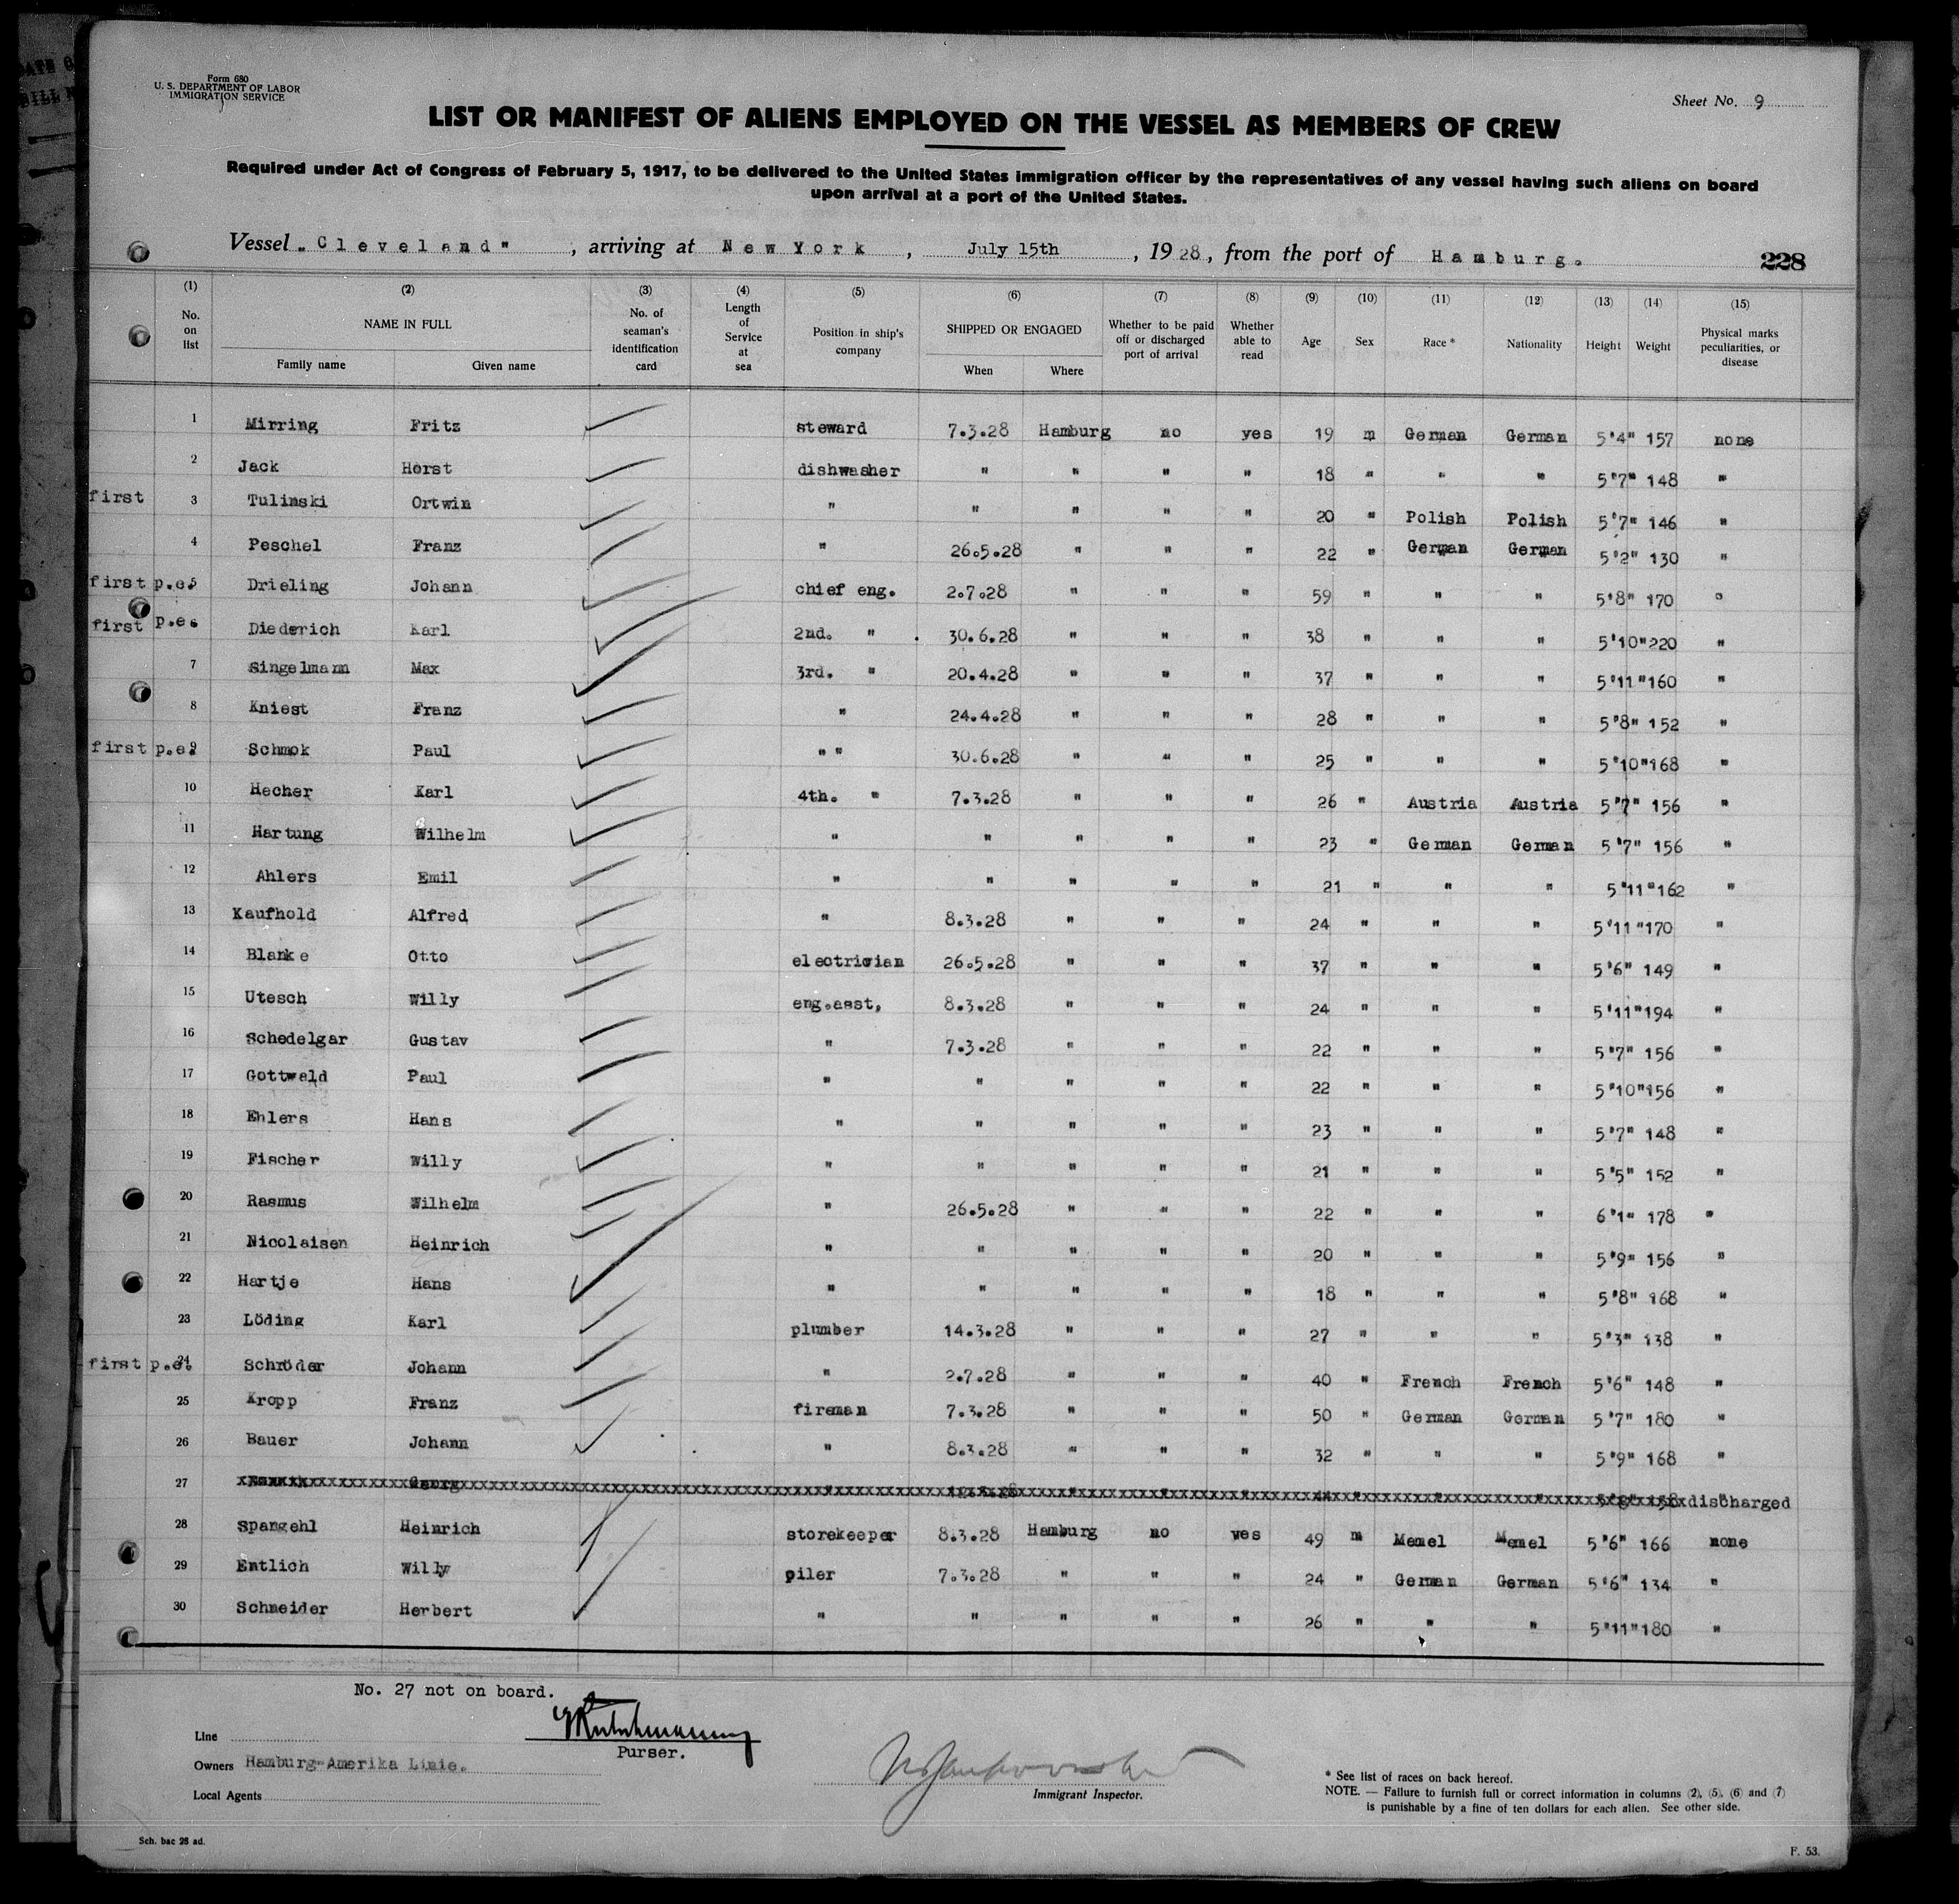 Form 680
U. S. DEPARTMENT OF LABOR
IMMIGRATION SERVICE
Sheet No. 9
LIST OR MANIFEST OF ALIENS EMPLOYED ON THE VESSEL AS MEMBERS OF CREW
Required under Act of Congress of February 5, 1917, to be delivered to the United States immigration officer by the representatives of any vessel having such aliens on board
upon arrival at a port of the United States.
Vessel "Cleveland", arriving at New York, July 15th, 1928, from the port of Hamburg. 228
(1) (2) (3) (4) (5) (6) (7) (8) (9) (10) (11) (12) (13) (14) (15)
No. on list NAME IN FULL Family name Given name No. of seaman's identification card Length of Service at sea Position in ship's company SHIPPED OR ENGAGED When Where Whether to be paid off or discharged port of arrival Whether able to read Age Sex Race * Nationality Height Weight Physical marks peculiarities, or disease
1 Mirring Fritz steward 7.3.28 Hamburg no yes 19 m German German 5'4" 157 none
2 Jack Horst dishwasher " " " " 18 " " " 5'7" 148 "
first 3 Tulinski Ortwin " " " " " 20 " Polish Polish 5'7" 146 "
4 Peschel Franz " 26.5.28 " " " 22 " German German 5'2" 130 "
first p.e. 5 Drieling Johann chief eng. 2.7.28 " " " 59 " " " 5'8" 170 "
first p.e. Diederich Karl 2nd. " 30.6.28 " " " 38 " " " 5'10" 220 "
7 Singelmann Max 3rd. " 20.4.28 " " " 37 " " " 5'11" 160 "
8 Kniest Franz " 24.4.28 " " " 28 " " " 5'8" 152 "
first p.e. 9 Schmok Paul " " 30.6.28 " " " 25 " " " 5'10" 168 "
10 Hecher Karl 4th. " 7.3.28 " " " 26 " Austria Austria 5'7" 156 "
11 Hartung Wilhelm " " " " " 23 " German German 5'7" 156 "
12 Ahlers Emil " " " " " 21 " " " 5'11" 162 "
13 Kaufhold Alfred " 8.3.28 " " " 24 " " " 5'11" 170 "
14 Blanke Otto electrician 26.5.28 " " " 37 " " " 5'6" 149 "
15 Utesch Willy eng.asst, 8.3.28 " " " 24 " " " 5'11" 194 "
16 Schedelgar Gustav " 7.3.28 " " " 22 " " " 5'7" 156 "
17 Gottwald Paul " " " " " 22 " " " 5'10" 156 "
18 Ehlers Hans " " " " " 23 " " " 5'7" 148 "
19 Fischer Willy " " " " " 21 " " " 5'5" 152 "
20 Rasmus Wilhelm " 26.5.28 " " " 22 " " " 6'1" 178 "
21 Nicolaisen Heinrich " " " " " 20 " " " 5'9" 156 "
22 Hartje Hans " " " " " 18 " " " 5'8" 168 "
23 Löding Karl plumber 14.3.28 " " " 27 " " " 5'3" 138 "
first p.e. 24 Schröder Johann " 2.7.28 " " " 40 " French French 5'6" 148 "
25 Kropp Franz fireman 7.3.28 " " " 50 " German German 5'7" 180 "
26 Bauer Johann " 8.3.28 " " " 32 " " " 5'9" 168 "
27 Georg discharged
28 Spangehl Heinrich storekeeper 8.3.28 Hamburg no yes 49 m Memel Memel 5'6" 166 none
29 Entlich Willy piler 7.3.28 " " " 24 " German German 5'6" 134 "
30 Schneider Herbert " " " " " 26 " " " 5'11" 180 "
No. 27 not on board.
Line
Purser.
Owners Hamburg-Amerika Linie.
Local Agents
Immigrant Inspector.
* See list of races on back hereof.
NOTE. — Failure to furnish full or correct information in columns (2), (5), (6) and (7)
is punishable by a fine of ten dollars for each alien. See other side.
Sch. bac 28 ad.
F. 53.